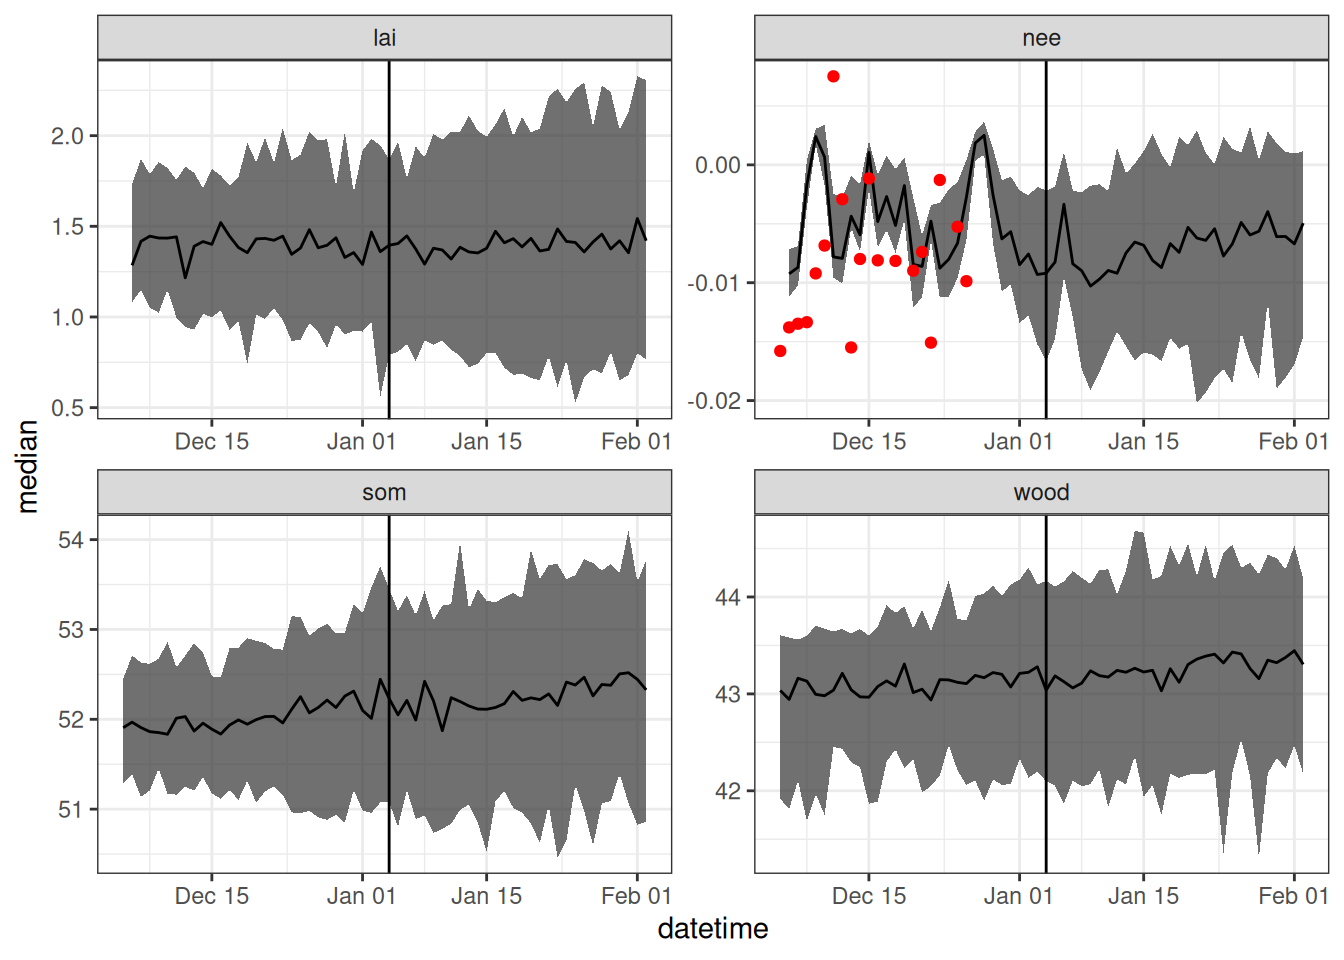 lai
nee
2.0
1.5
1.0
0.5
0.00
-0.01
-0.02
Dec 15
Jan 01
Jan 15
Feb 01
Dec 15
Jan 01
Jan 15
Feb 01
median
som
wood
54
53
52
51
44
43
42
Dec 15
Jan 01
Jan 15
Feb 01
Dec 15
Jan 01
Jan 15
Feb 01
datetime